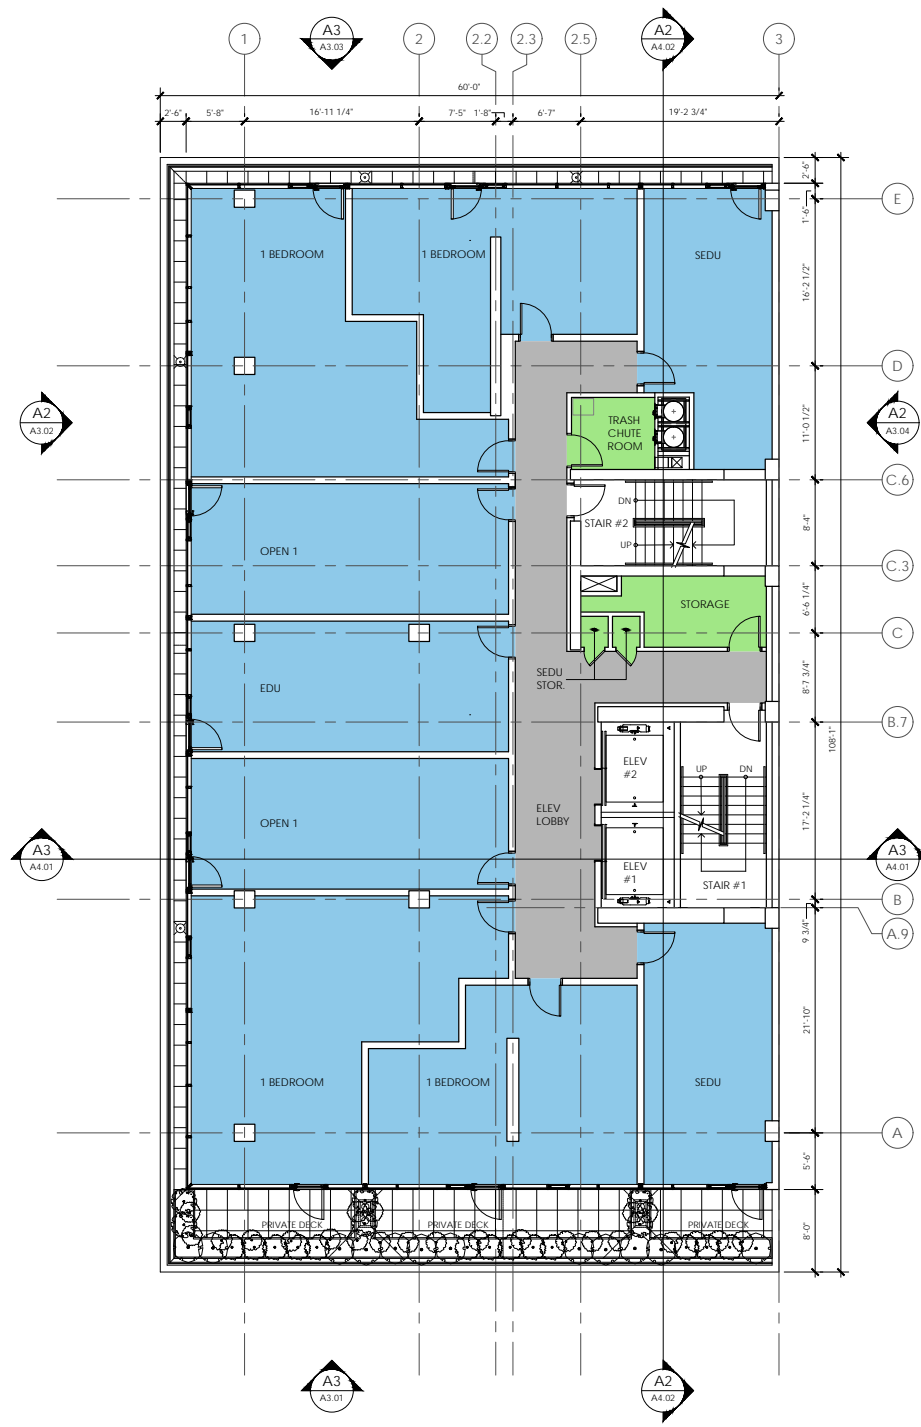 1
A3
A3.03
2
2.2
2.3
2.5
A2
A4.02
3
60'-0"
2'-6"
5'-8"
16'-11 1/4"
7'-5"
1'-8"
6'-7"
19'-2 3/4"
2'-6"
E
1'-6"
1 BEDROOM
1 BEDROOM
SEDU
16'-2 1/2"
D
A2
A3.02
TRASH
CHUTE
ROOM
11'-0 1/2"
A2
A3.04
C.6
DN
STAIR #2
UP
8'-4"
OPEN 1
C.3
STORAGE
6'-6 1/4"
C
SEDU
STOR.
EDU
8'-7 3/4"
B.7
108'-1"
ELEV
#2
UP
DN
ELEV
LOBBY
OPEN 1
17'-2 1/4"
A3
A4.01
ELEV
#1
STAIR #1
A3
A4.01
B
9 3/4"
A.9
21'-10"
1 BEDROOM
1 BEDROOM
SEDU
A
5'-6"
PRIVATE DECK
PRIVATE DECK
PRIVATE DECK
8'-0"
A3
A3.01
A2
A4.02